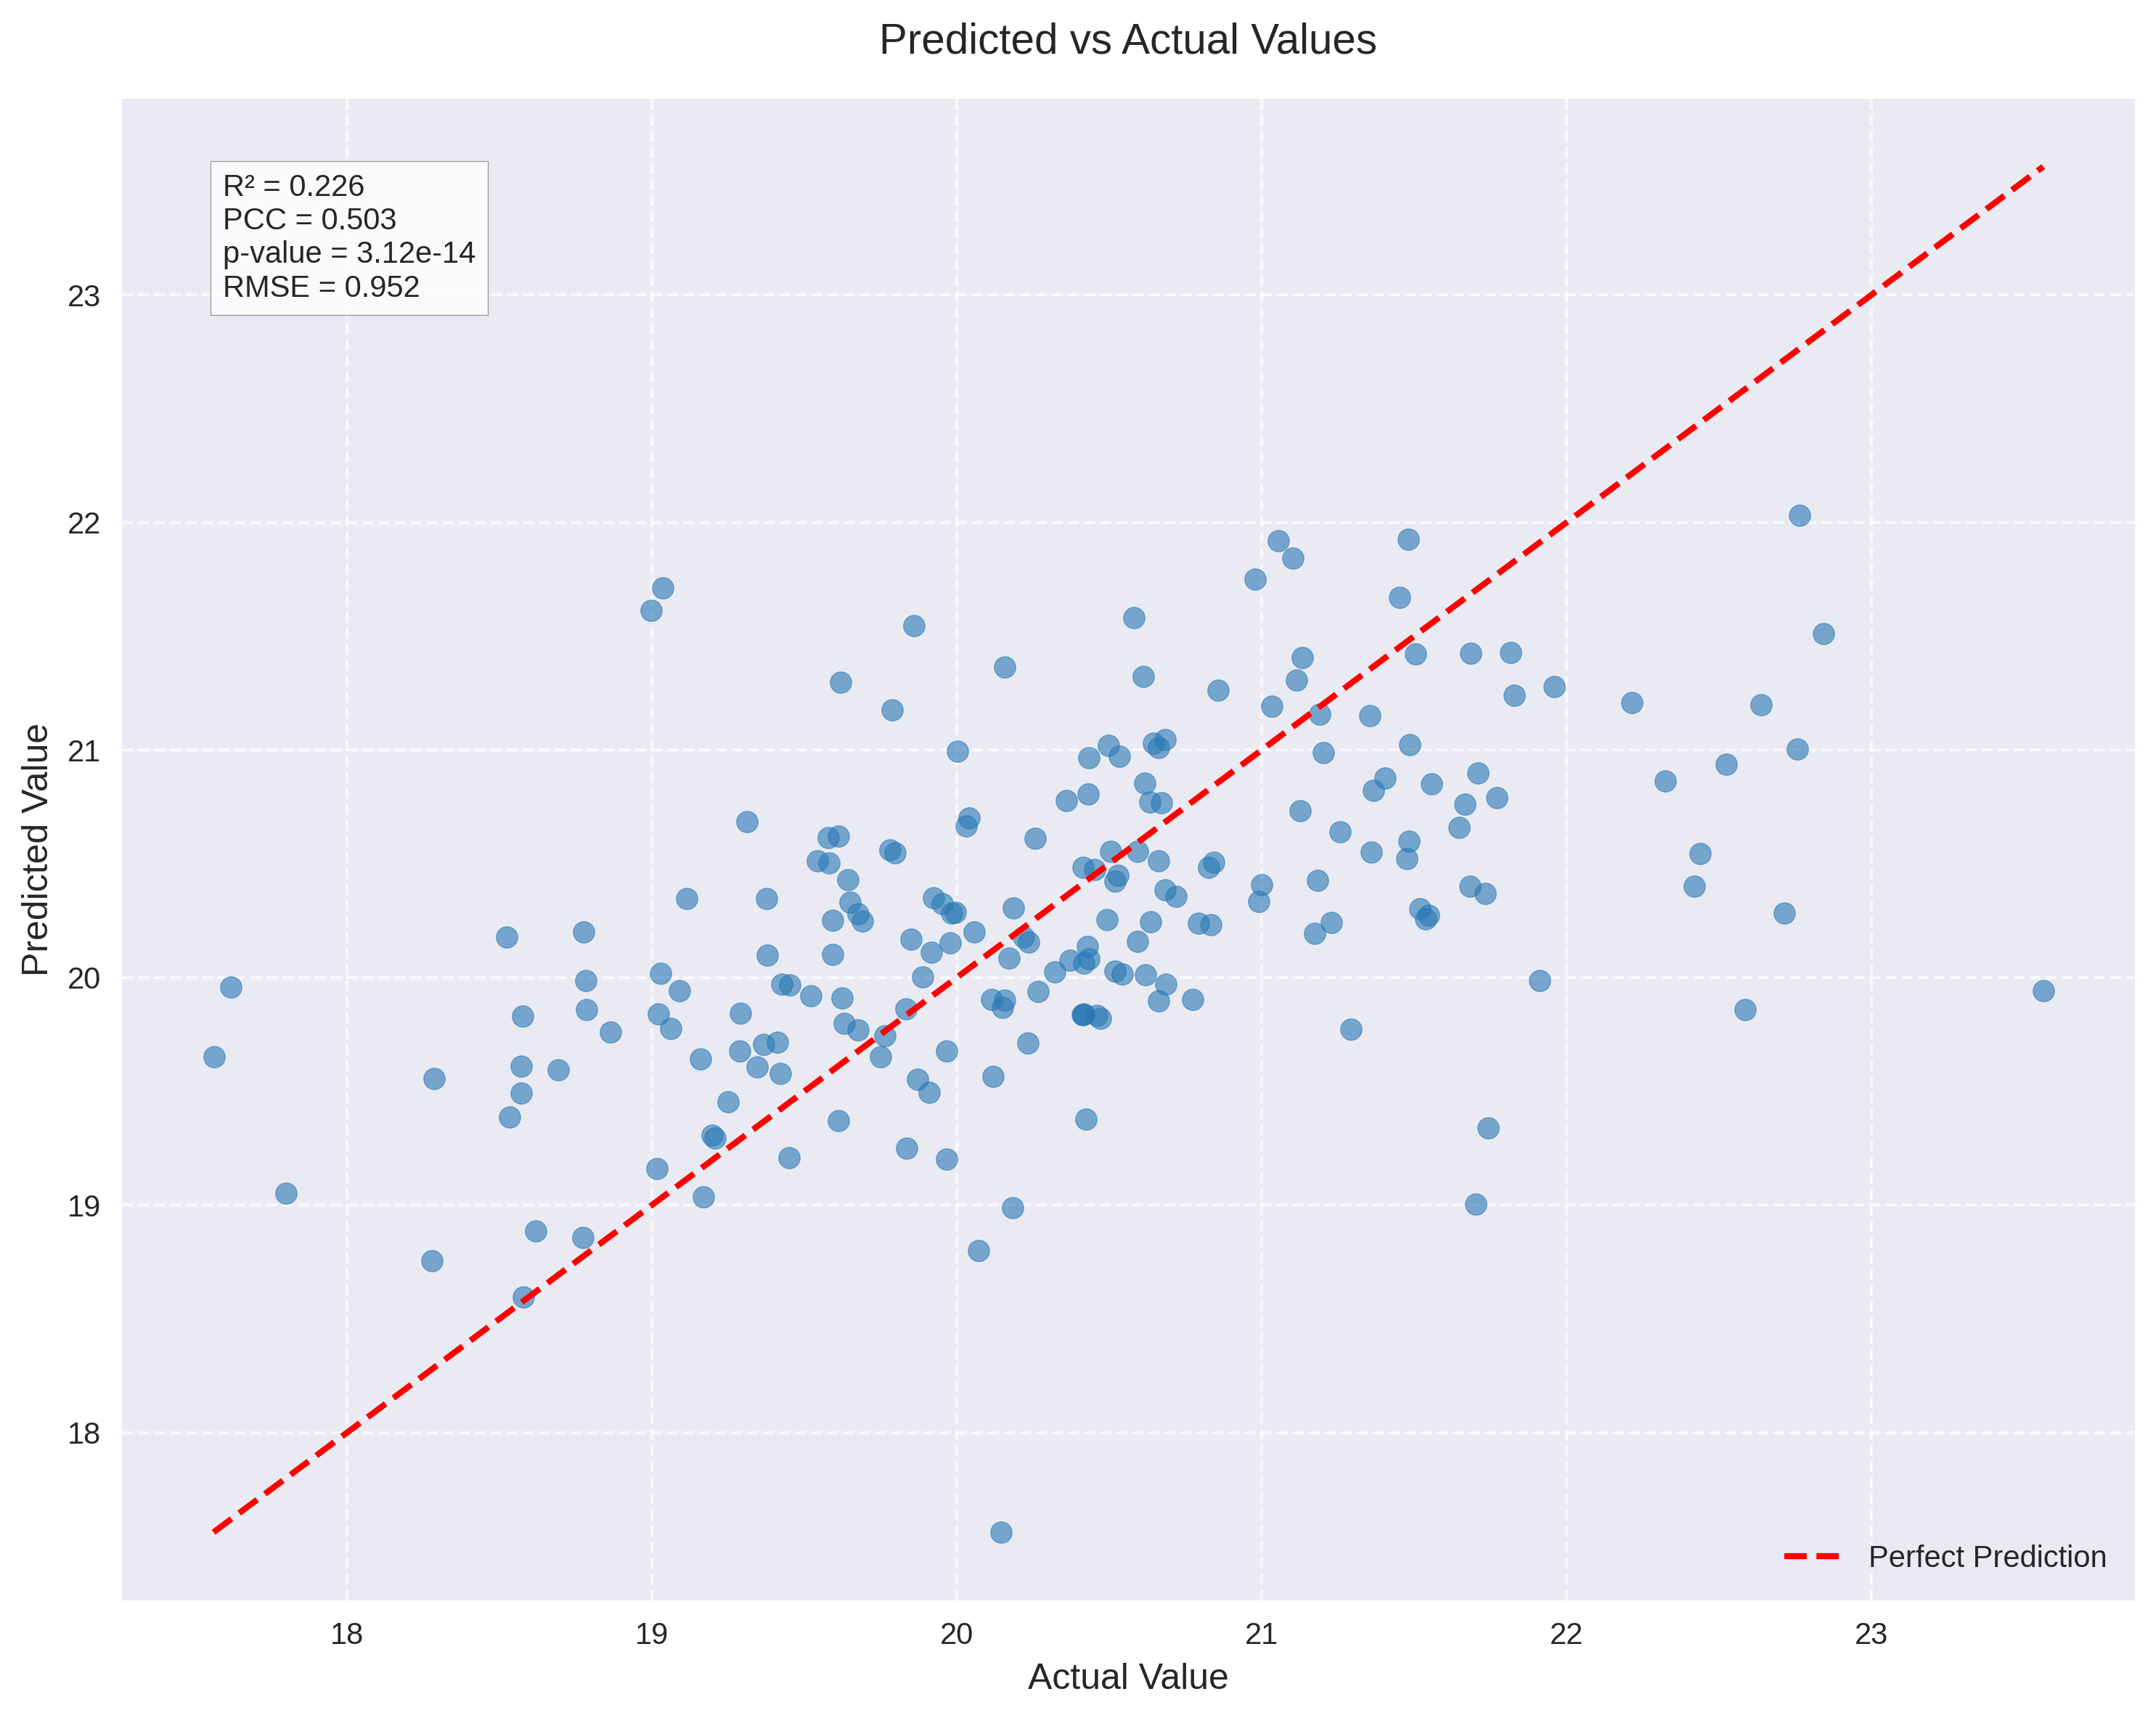 Predicted vs Actual Values
R² = 0.226
PCC = 0.503
p-value = 3.12e-14
RMSE = 0.952
23
22
21
20
19
18
Predicted Value
Perfect Prediction
18 19 20 21 22 23
Actual Value